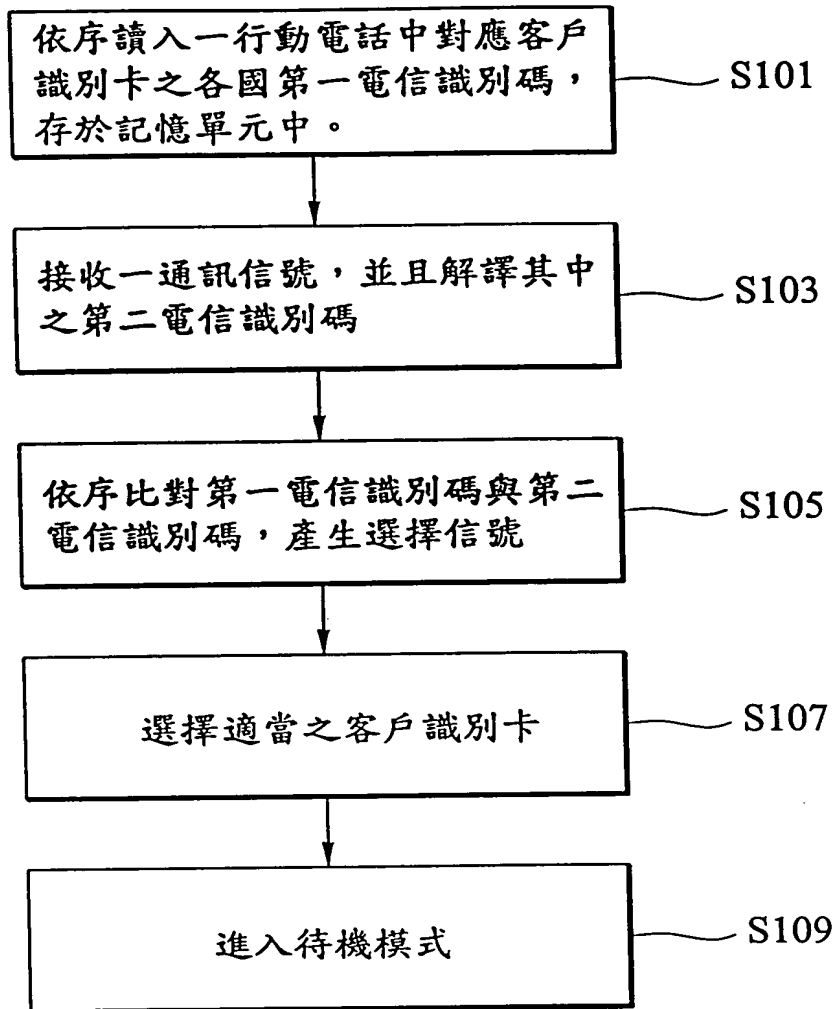 依序讀入一行動電話中對應客戶
識別卡之各國第一電信識別碼，
存於記憶單元中。
S101
接收一通訊信號，並且解譯其中
之第二電信識別碼
S103
依序比對第一電信識別碼與第二
電信識別碼，產生選擇信號
S105
選擇適當之客戶識別卡
S107
進入待機模式
S109